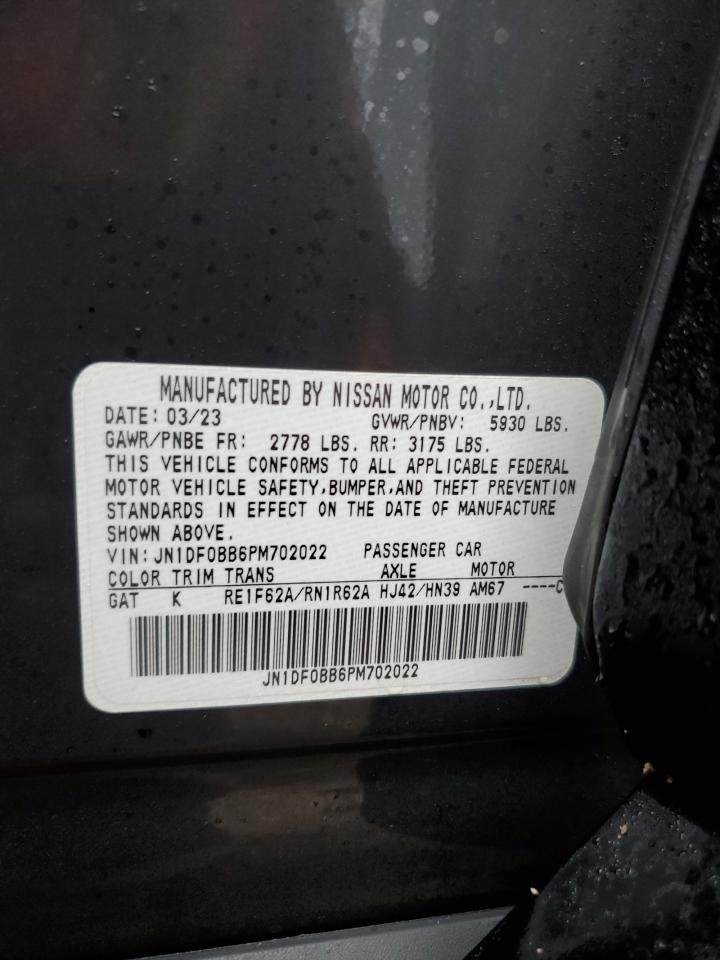 MANUFACTURED BY NISSAN MOTOR CO.,LTD.
DATE: 03/23 GVWR/PNBV: 5930 LBS.
GAWR/PNBE FR: 2778 LBS. RR: 3175 LBS.
THIS VEHICLE CONFORMS TO ALL APPLICABLE FEDERAL
MOTOR VEHICLE SAFETY,BUMPER,AND THEFT PREVENTION
STANDARDS IN EFFECT ON THE DATE OF MANUFACTURE
SHOWN ABOVE.
VIN:JN1DF0BB6PM702022 PASSENGER CAR
COLOR TRIM TRANS AXLE MOTOR
GAT K RE1F62A/RN1R62A HJ42/HN39 AM67 ----C
JN1DF0BB6PM702022